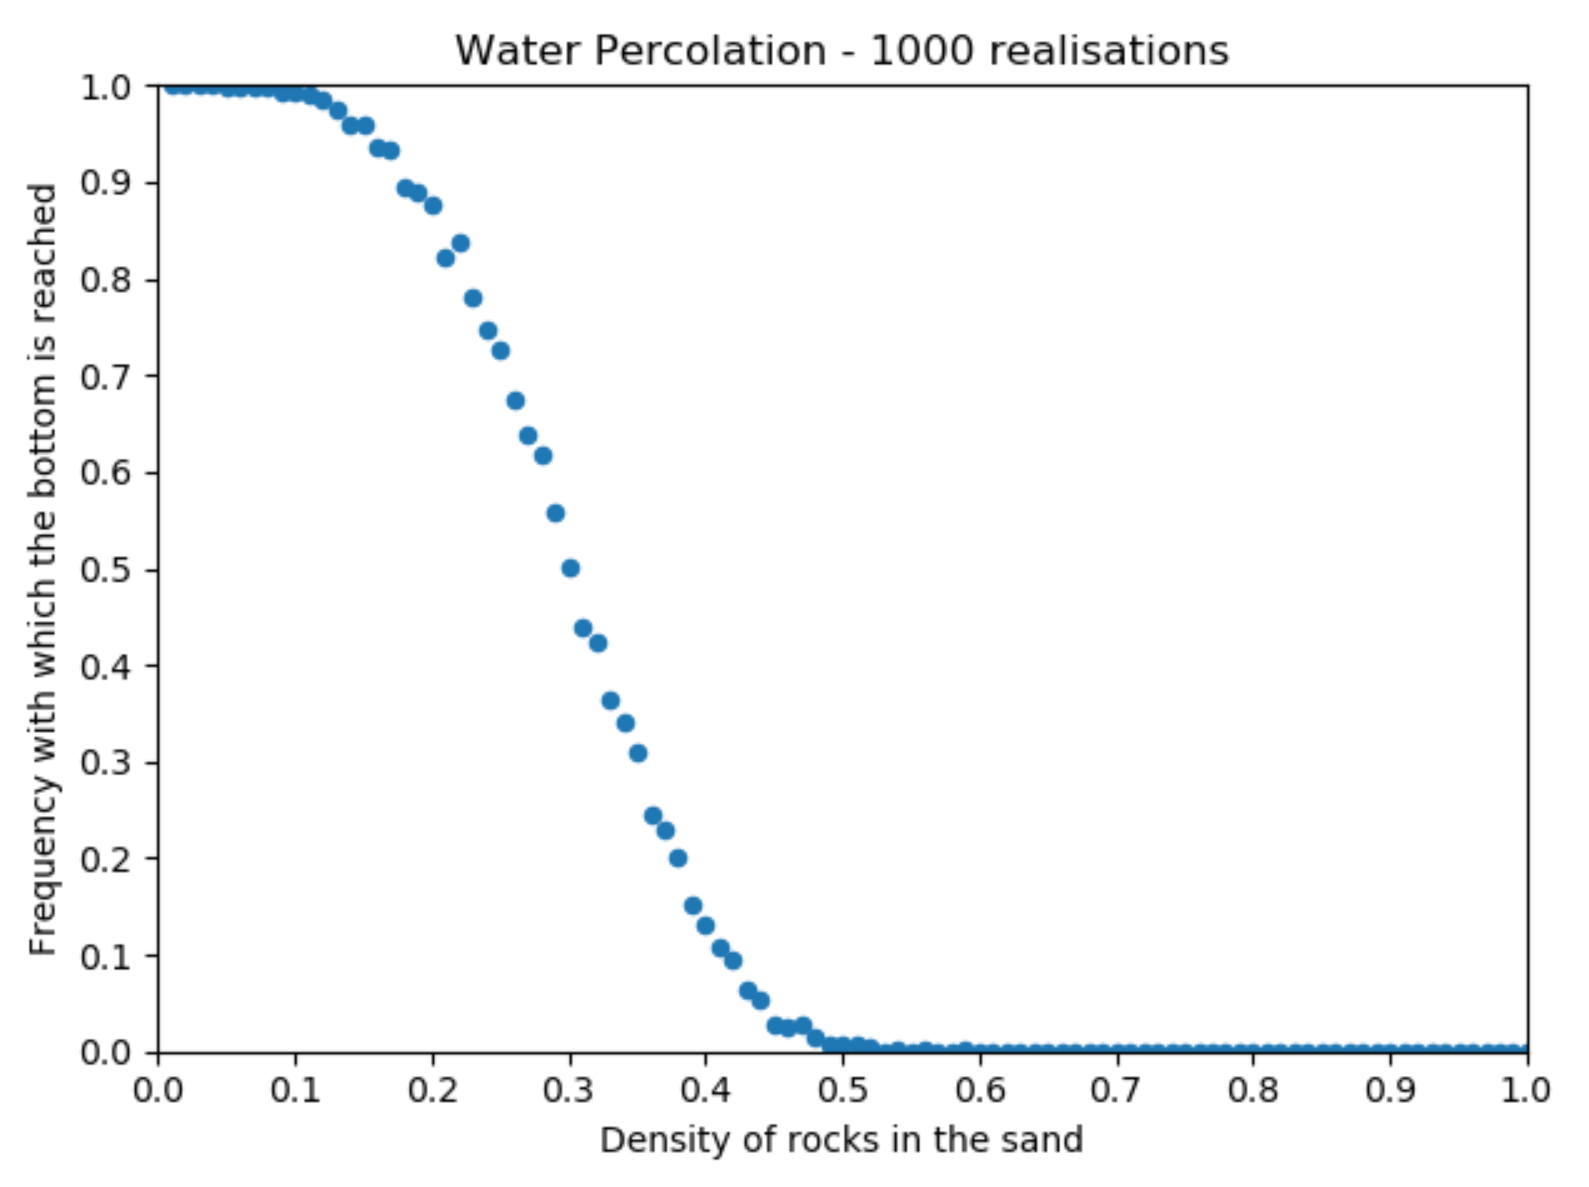 Water Percolation - 1000 realisations
Frequency with which the bottom is reached
1.0
0.9
0.8
0.7
0.6
0.5
0.4
0.3
0.2
0.1
0.0
0.0 0.1 0.2 0.3 0.4 0.5 0.6 0.7 0.8 0.9 1.0
Density of rocks in the sand